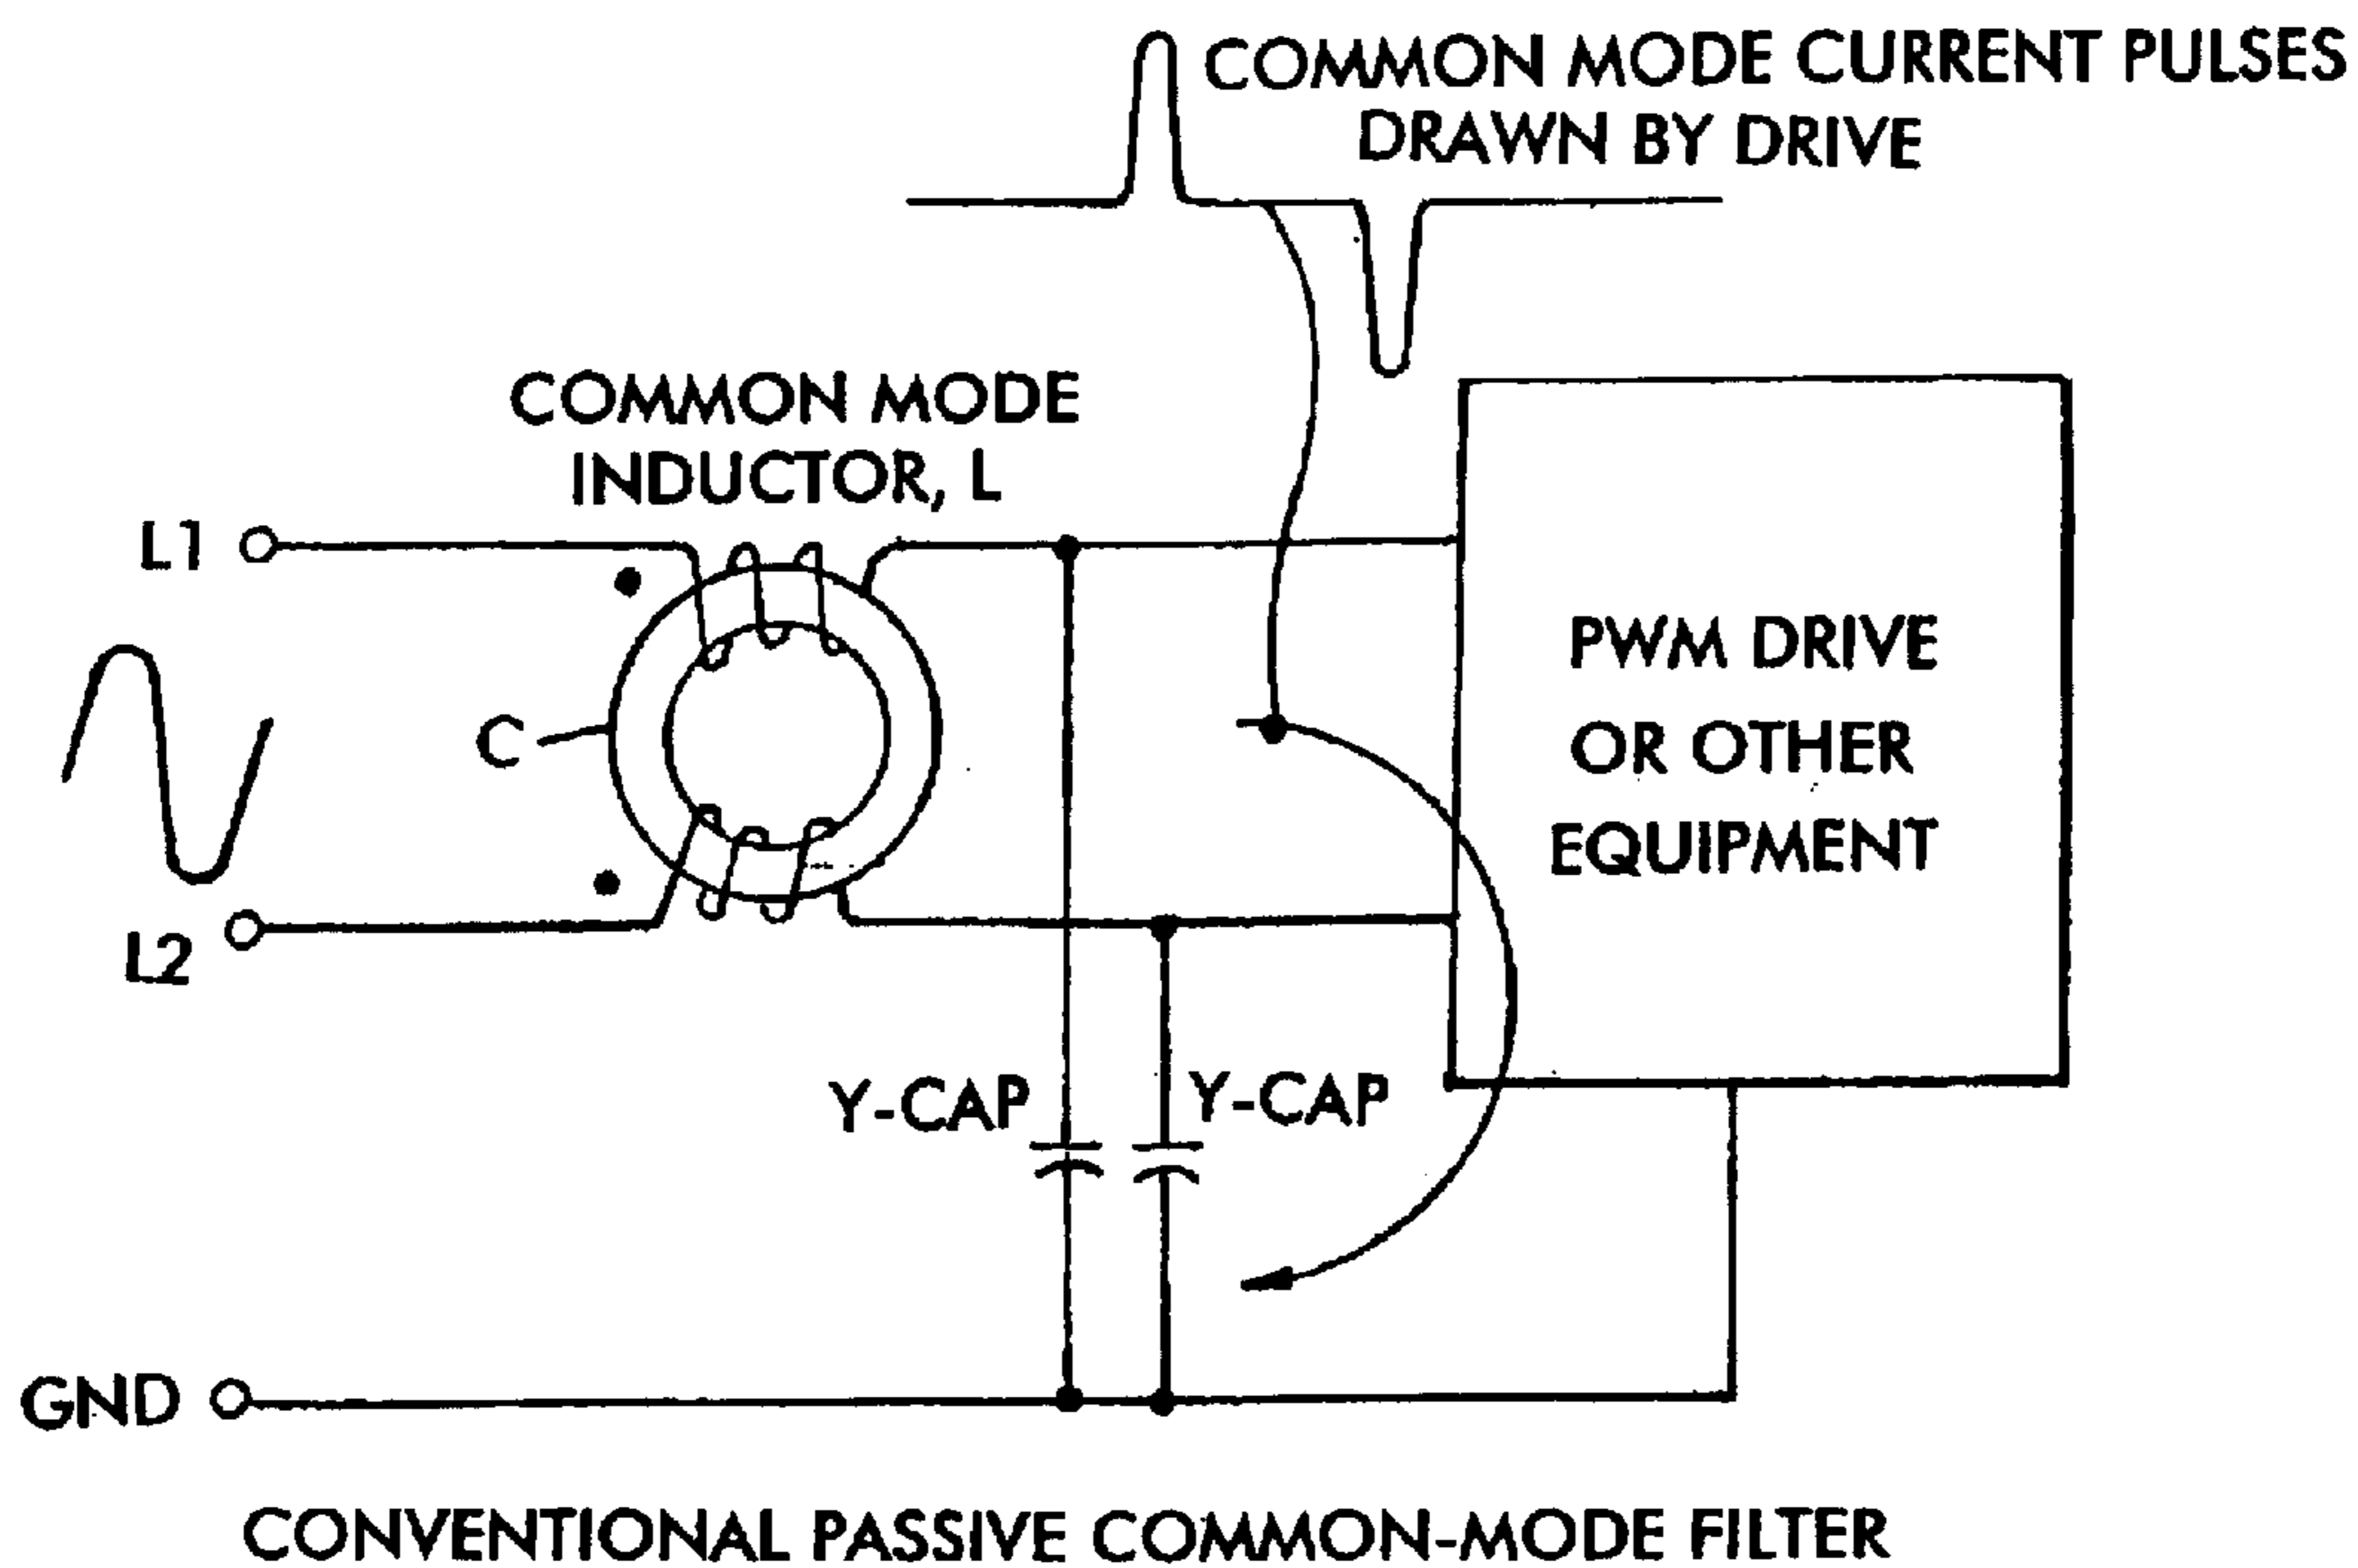 COMMON MODE CURRENT PULSES
DRAWN BY DRIVE
COMMON MODE
INDUCTOR, L
L1
C
L2
PWM DRIVE
OR OTHER
EQUIPMENT
Y-CAP
Y-CAP
GND
CONVENTIONAL PASSIVE COMMON-MODE FILTER